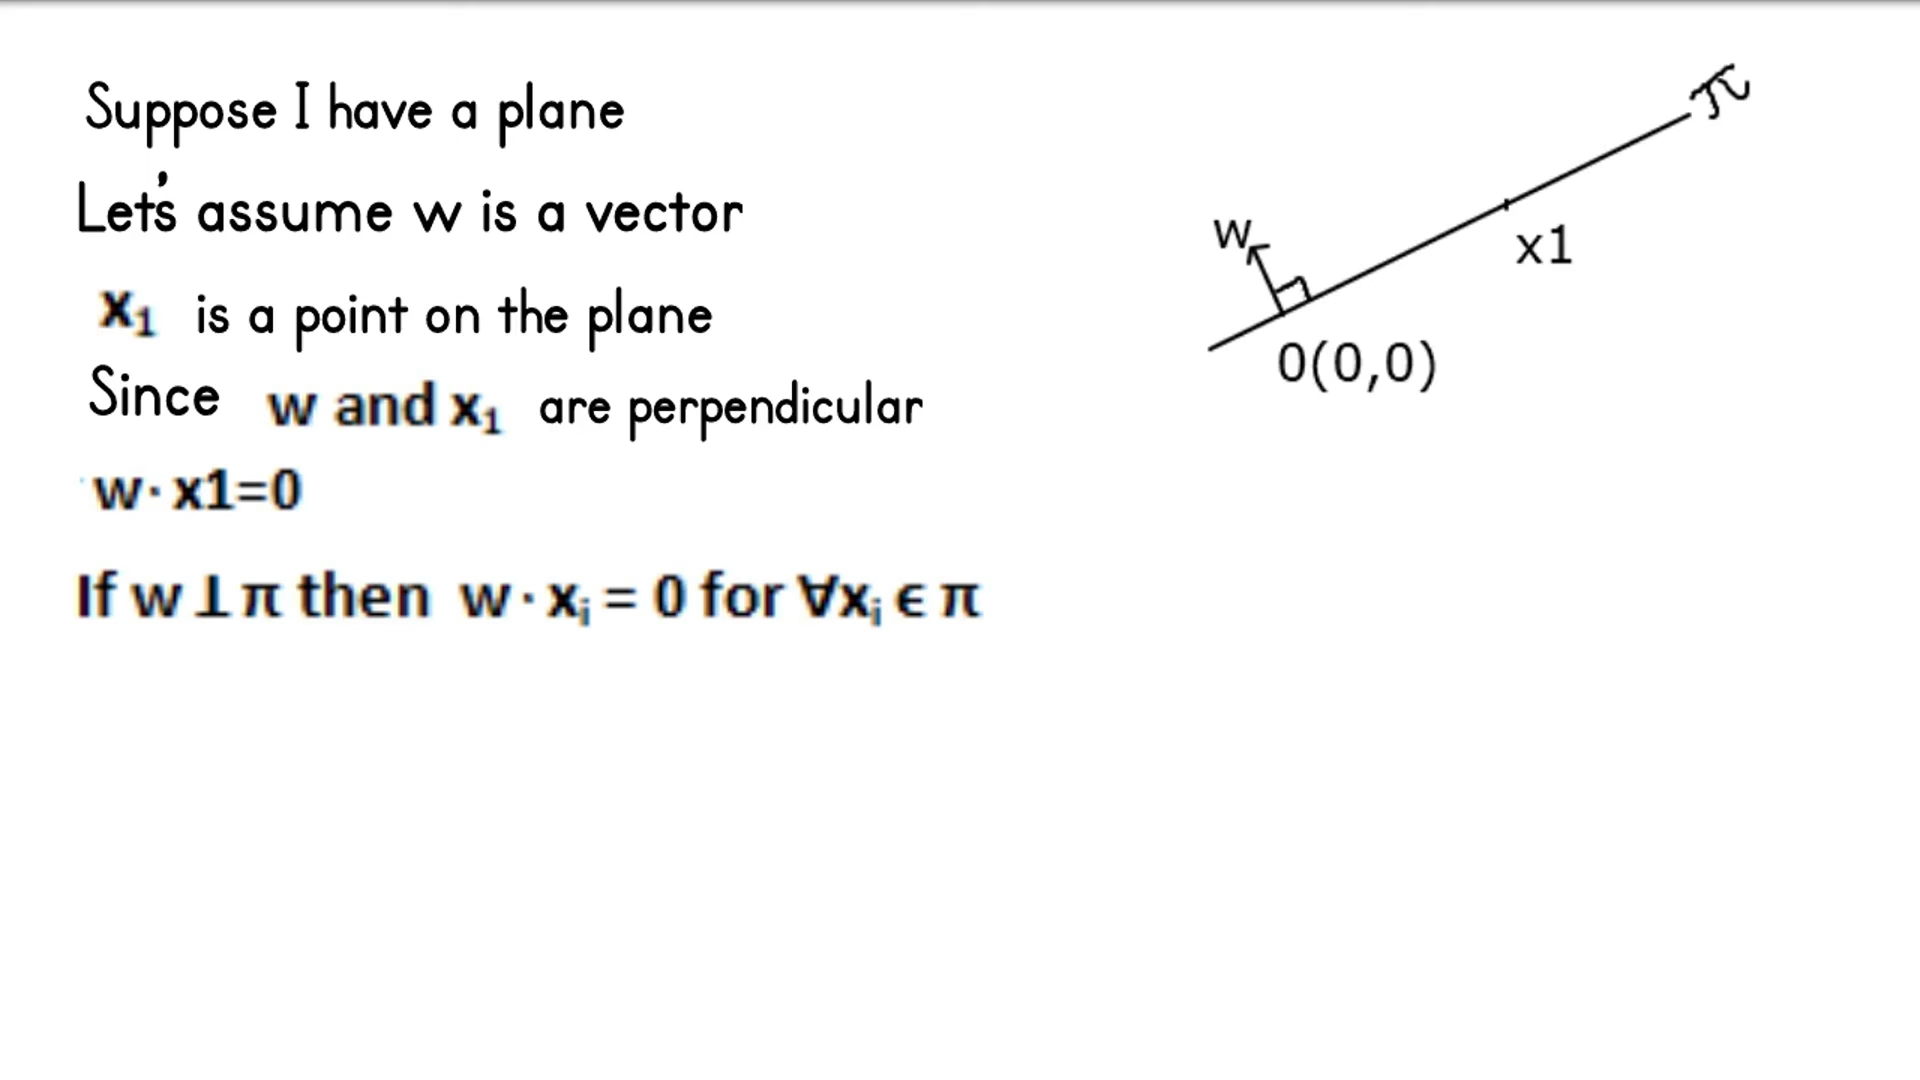 Suppose I have a plane
Let's assume w is a vector
x₁ is a point on the plane
Since w and x₁ are perpendicular
w· x1=0
If w ⊥ π then w · xᵢ = 0 for ∀xᵢ ϵ π
π
w
x1
0(0,0)